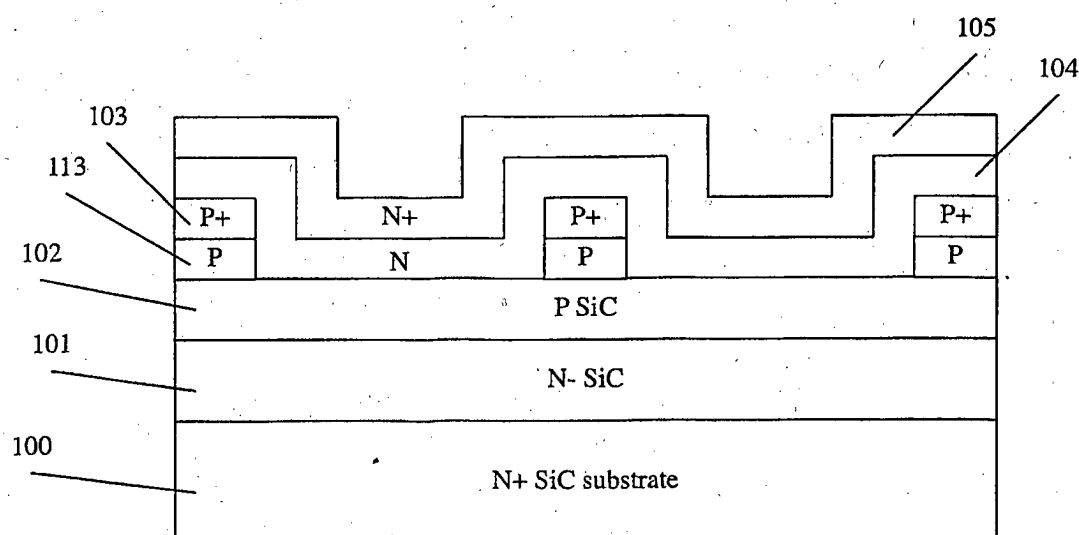 105
104
103
113
P+ P+ P+
N+
P N P P
102
P SiC
101
N- SiC
100
N+ SiC substrate